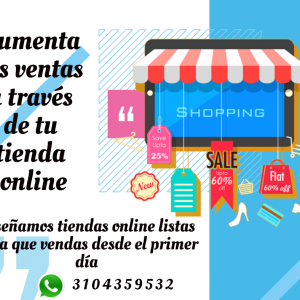 umenta
s ventas
través
de tu
tienda
online
SHOPPING
Save
Upto
25%
New
SALE
Upto
60%
off
Flat
60% off
señamos tiendas online listas
a que vendas desde el primer
día
3104359532